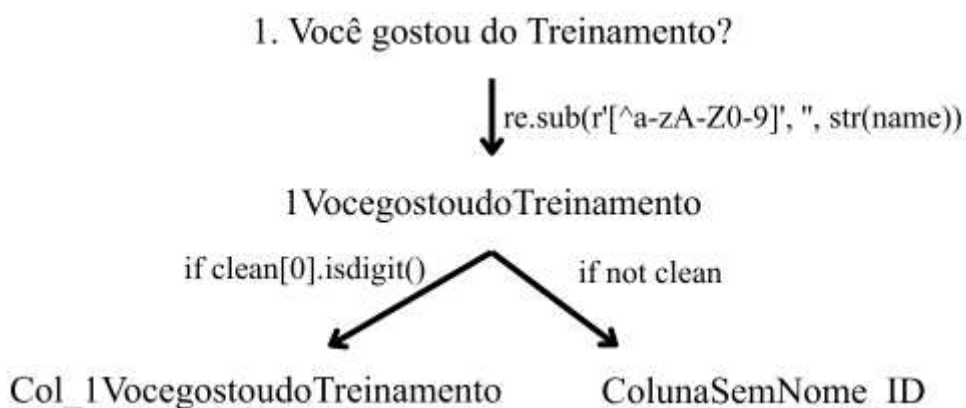 1. Você gostou do Treinamento?
re.sub(r'[^a-zA-Z0-9]', '', str(name))
1VocegostoudoTreinamento
if clean[0].isdigit()
if not clean
Col_1VocegostoudoTreinamento
ColunaSemNome_ID